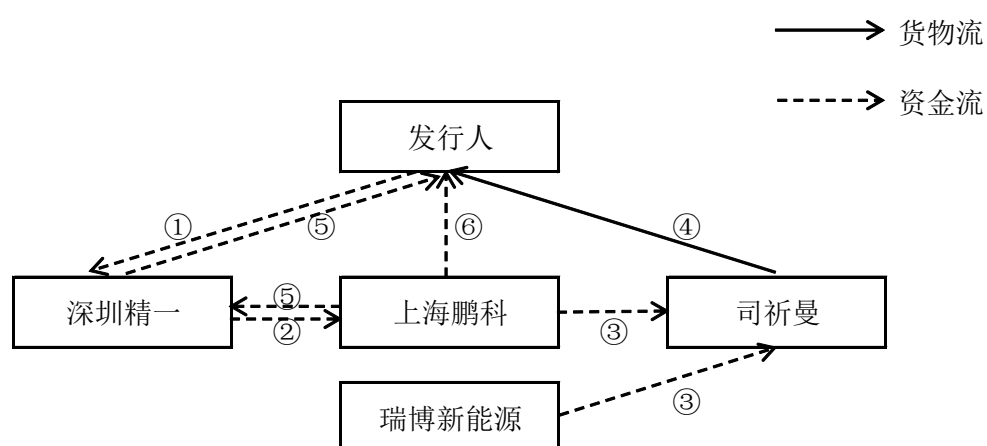 货物流
资金流
发行人
① ⑤ ⑥ ④
深圳精一 ⑤ ② 上海鹏科 ③ 司祈曼
瑞博新能源 ③